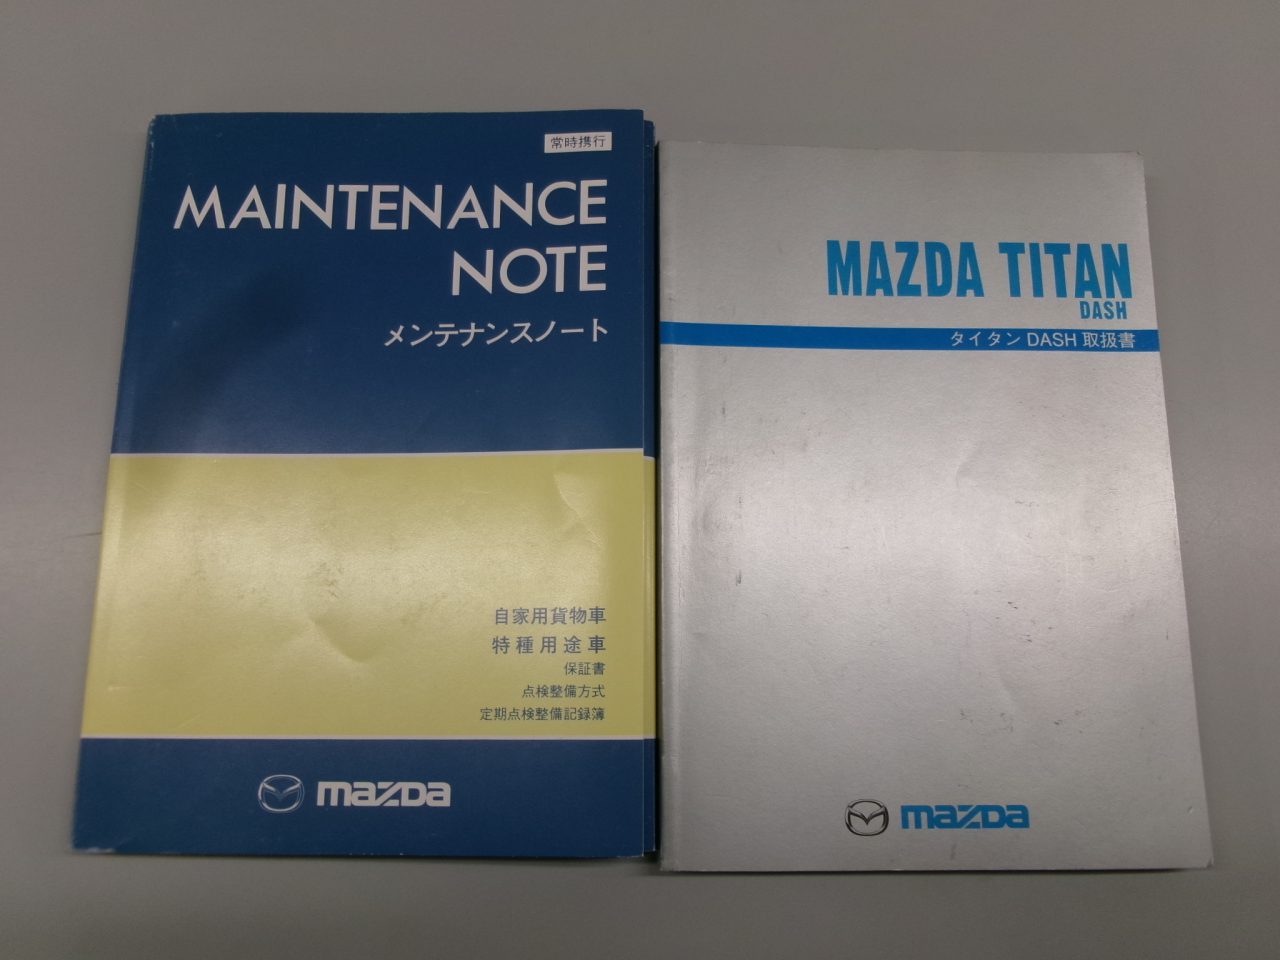 常時携行
MAINTENANCE
NOTE
メンテナンスノート
自家用貨物車
特種用途車
保証書
点検整備方式
定期点検整備記録簿
mazDa
MAZDA TITAN
DASH
タイタン DASH 取扱書
mazDa